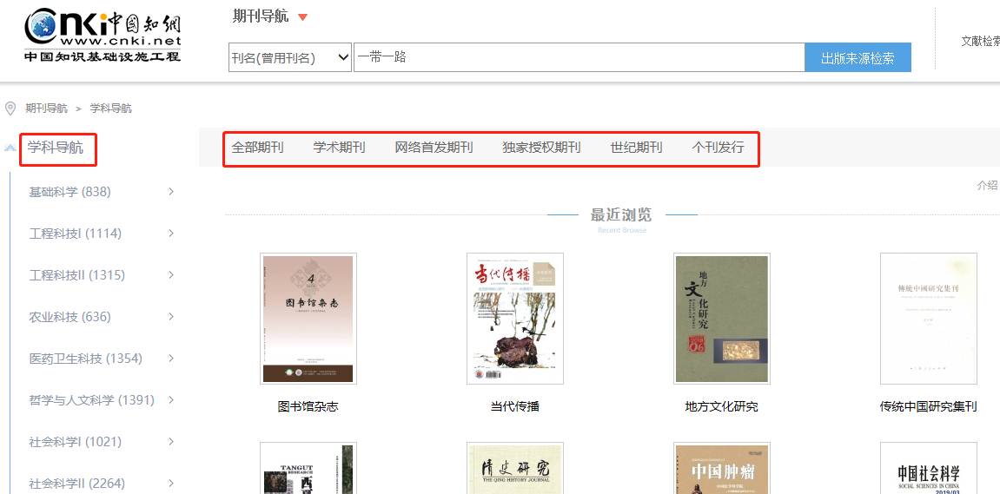 cnki中国知网
www.cnki.net
中国知识基础设施工程
期刊导航
刊名(曾用刊名)
一带一路
出版来源检索
文献检索
期刊导航 > 学科导航
学科导航
全部期刊 学术期刊 网络首发期刊 独家授权期刊 世纪期刊 个刊发行
介绍
基础科学 (838)
工程科技I (1114)
工程科技II (1315)
农业科技 (636)
医药卫生科技 (1354)
哲学与人文科学 (1391)
社会科学I (1021)
社会科学II (2264)
最近浏览
Recent Browse
4
图书馆杂志
当代传播
地方
文化研究
06
傳統中國研究集刊
图书馆杂志
当代传播
地方文化研究
传统中国研究集刊
TANGUT
RESEARCH
西
清史研究
THE QING HISTORY JOURNAL
中国肿瘤
中国社会科学
SOCIAL SCIENCES IN CHINA
2019/03